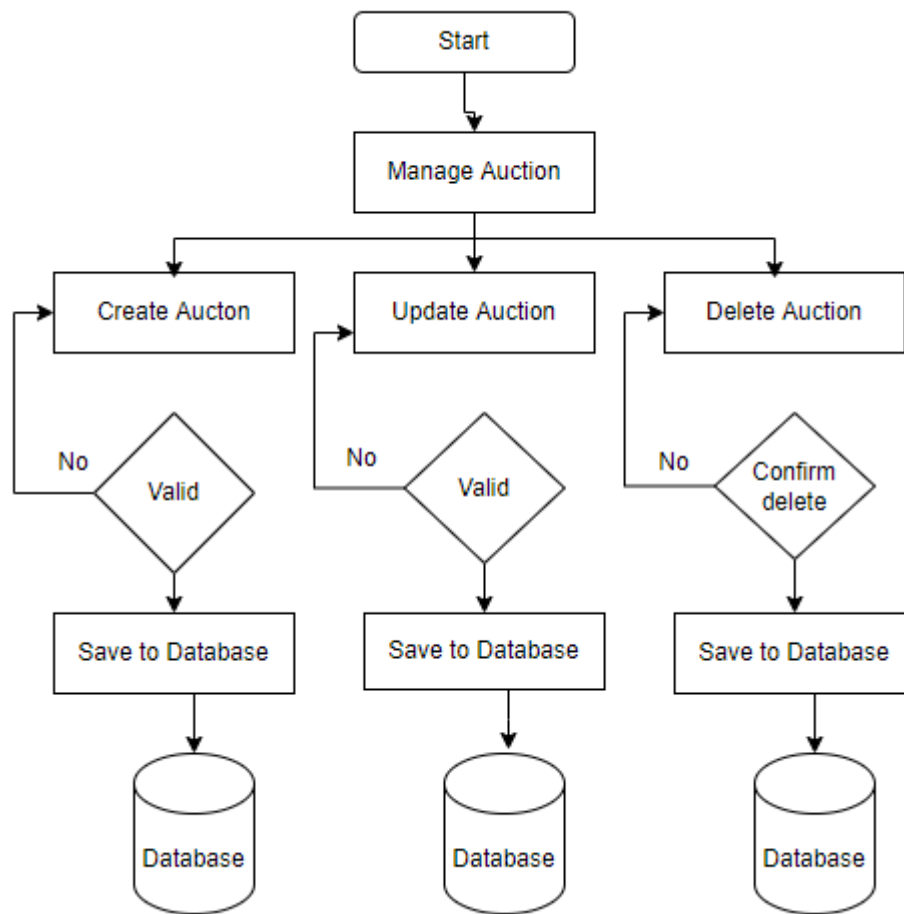 Start
Manage Auction
Create Aucton
Update Auction
Delete Auction
No
Valid
No
Valid
No
Confirm
delete
Save to Database
Save to Database
Save to Database
Database
Database
Database